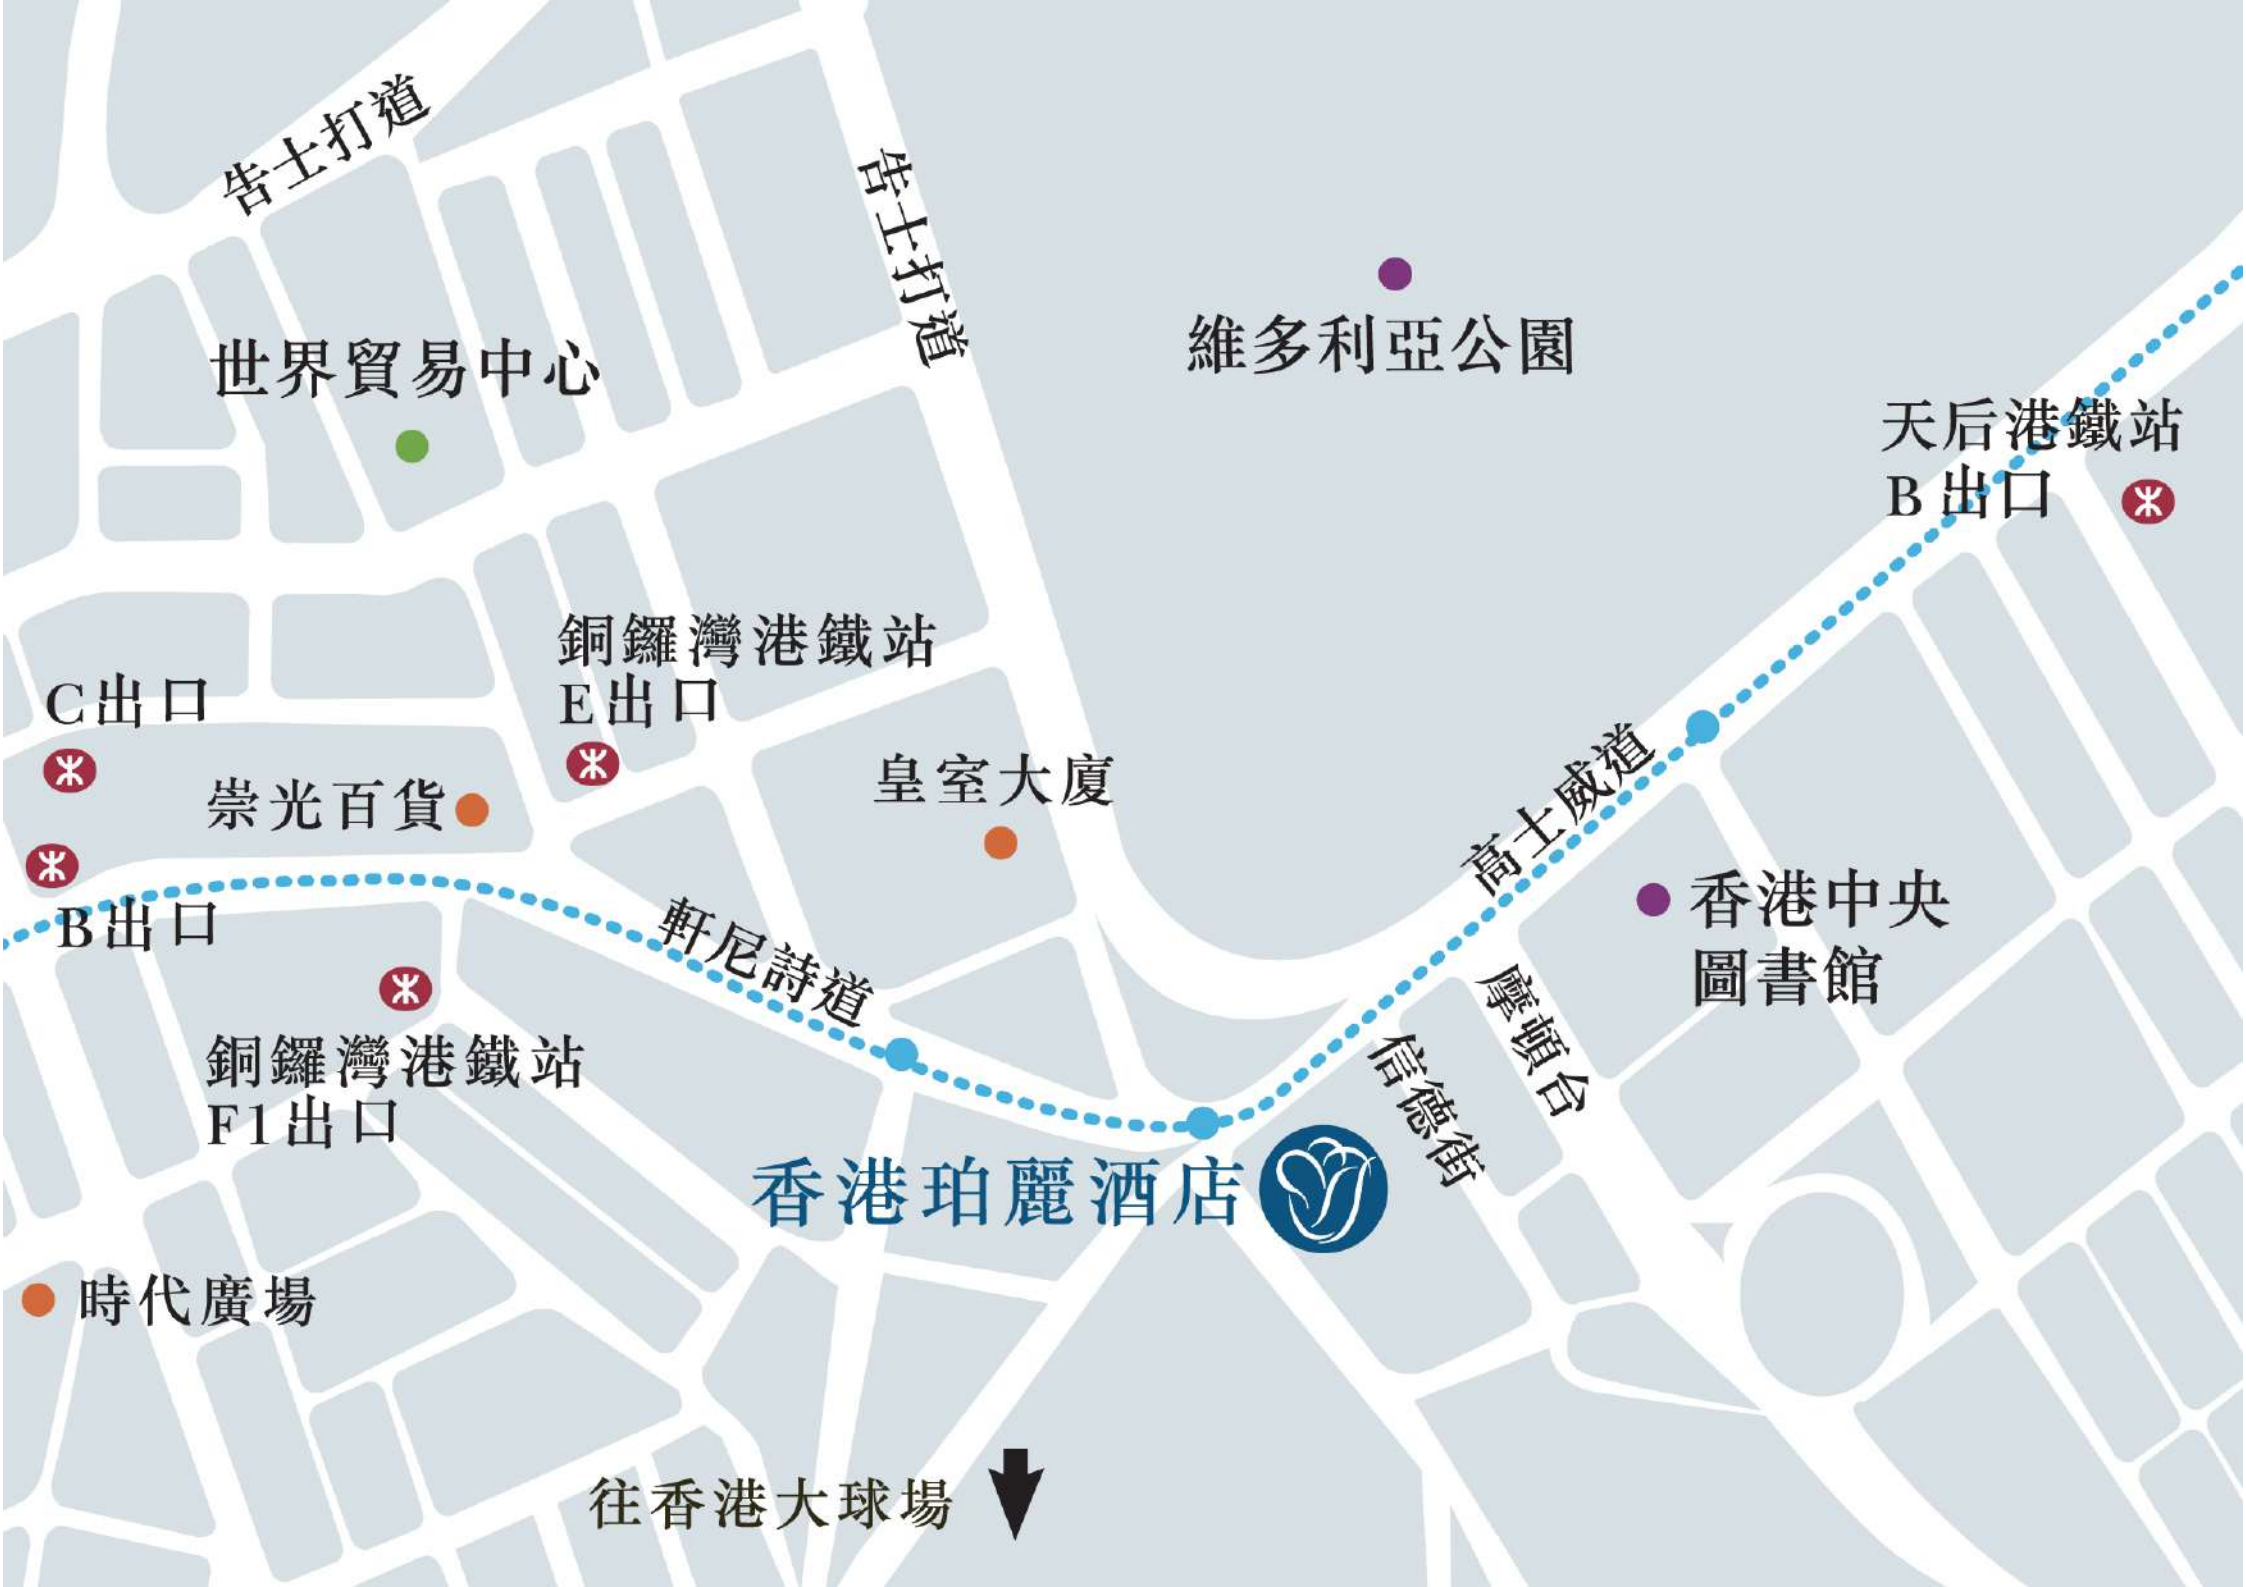 告士打道
告士打道
維多利亞公園
世界貿易中心
天后港鐵站
B 出口
銅鑼灣港鐵站
E出口
C出口
皇室大廈
崇光百貨
高士威道
香港中央
圖書館
B出口
軒尼詩道
摩頓台
信德街
銅鑼灣港鐵站
F1出口
香港珀麗酒店
時代廣場
往香港大球場